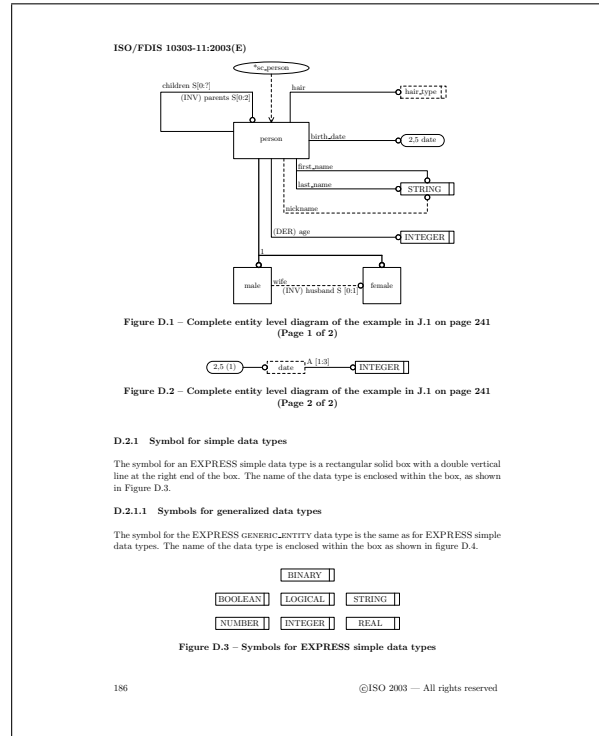 ISO/FDIS 10303-11:2003(E)
*sc_person
children S[0:?]
(INV) parents S[0:2]
hair
hair_type
person
birth_date
2,5 date
first_name
last_name
STRING
nickname
(DER) age
INTEGER
1
male
wife
(INV) husband S [0:1]
female
Figure D.1 – Complete entity level diagram of the example in J.1 on page 241
(Page 1 of 2)
2,5 (1)
date
A [1:3]
INTEGER
Figure D.2 – Complete entity level diagram of the example in J.1 on page 241
(Page 2 of 2)
D.2.1 Symbol for simple data types
The symbol for an EXPRESS simple data type is a rectangular solid box with a double vertical
line at the right end of the box. The name of the data type is enclosed within the box, as shown
in Figure D.3.
D.2.1.1 Symbols for generalized data types
The symbol for the EXPRESS GENERIC_ENTITY data type is the same as for EXPRESS simple
data types. The name of the data type is enclosed within the box as shown in figure D.4.
BINARY
BOOLEAN LOGICAL STRING
NUMBER INTEGER REAL
Figure D.3 – Symbols for EXPRESS simple data types
186 ©ISO 2003 — All rights reserved